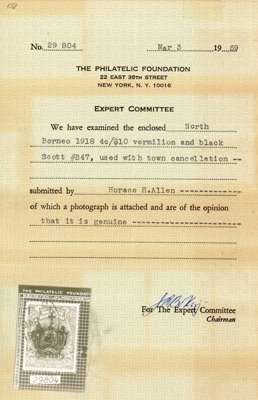 No. 29 804 Mar 3 19 69
THE PHILATELIC FOUNDATION
22 EAST 35th STREET
NEW YORK, N. Y. 10016
EXPERT COMMITTEE
We have examined the enclosed North
Borneo 1918 4c/$10 vermilion and black
Scott #B47, used with town cancellation --
submitted by Horace H.Allen -------------
of which a photograph is attached and are of the opinion
that it is genuine ---------------
For The Expert Committee
Chairman
THE PHILATELIC FOUNDATION
29804